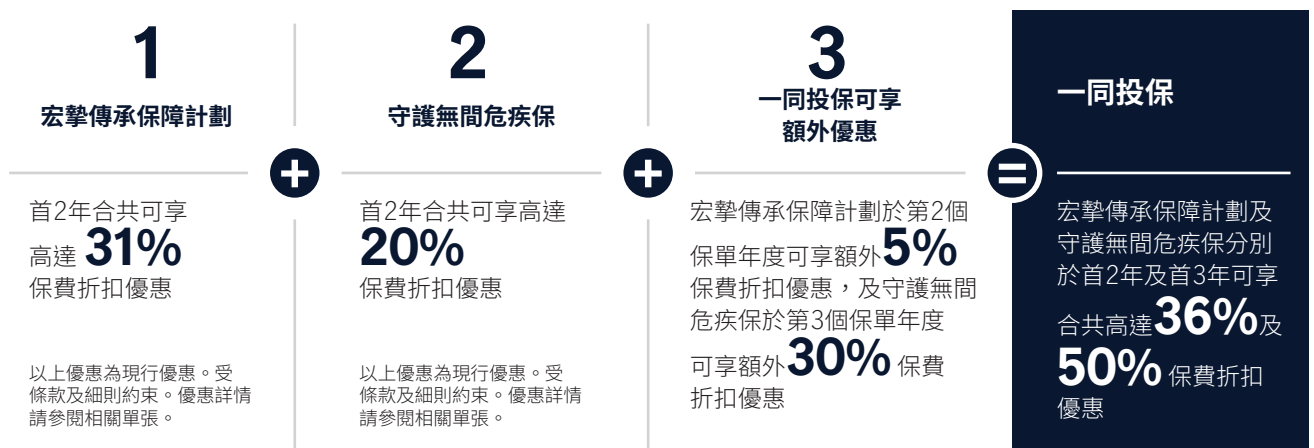 1
宏摯傳承保障計劃
首2年合共可享
高達 31%
保費折扣優惠
以上優惠為現行優惠。受
條款及細則約束。優惠詳情
請參閱相關單張。
+
2
守護無間危疾保
首2年合共可享高達
20%
保費折扣優惠
以上優惠為現行優惠。受
條款及細則約束。優惠詳情
請參閱相關單張。
+
3
一同投保可享
額外優惠
宏摯傳承保障計劃於第2個
保單年度可享額外5%
保費折扣優惠，及守護無間
危疾保於第3個保單年度
可享額外30% 保費
折扣優惠
=
一同投保
宏摯傳承保障計劃及
守護無間危疾保分別
於首2年及首3年可享
合共高達36%及
50% 保費折扣
優惠